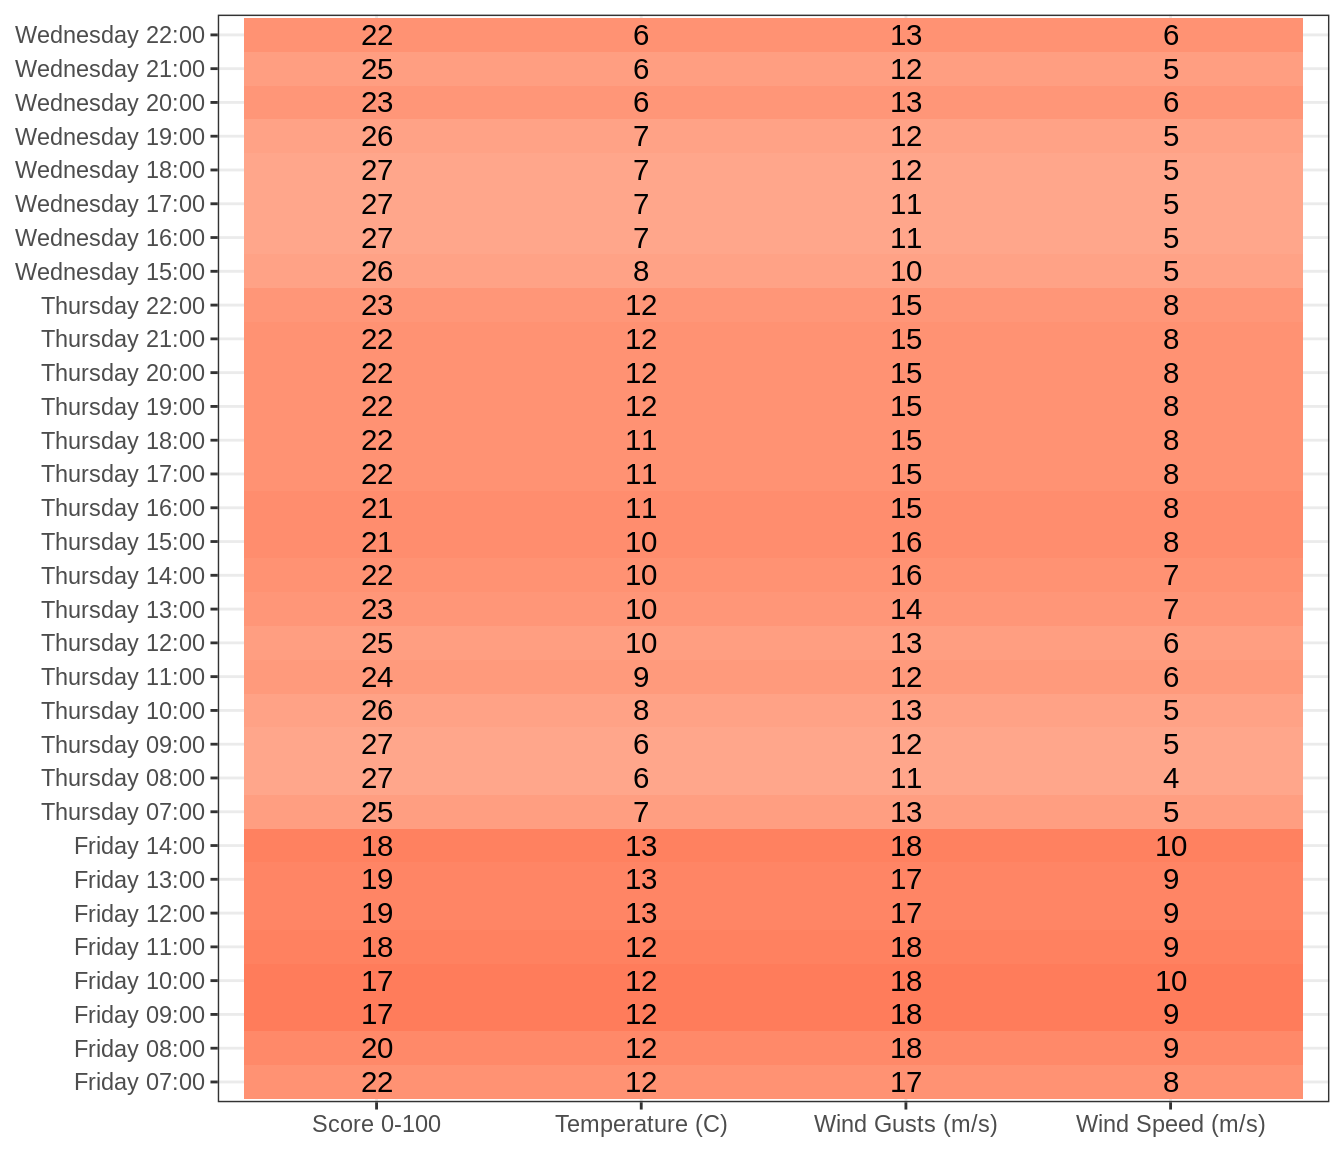 Wednesday 22:00 22 6 13 6
Wednesday 21:00 25 6 12 5
Wednesday 20:00 23 6 13 6
Wednesday 19:00 26 7 12 5
Wednesday 18:00 27 7 12 5
Wednesday 17:00 27 7 11 5
Wednesday 16:00 27 7 11 5
Wednesday 15:00 26 8 10 5
Thursday 22:00 23 12 15 8
Thursday 21:00 22 12 15 8
Thursday 20:00 22 12 15 8
Thursday 19:00 22 12 15 8
Thursday 18:00 22 11 15 8
Thursday 17:00 22 11 15 8
Thursday 16:00 21 11 15 8
Thursday 15:00 21 10 16 8
Thursday 14:00 22 10 16 7
Thursday 13:00 23 10 14 7
Thursday 12:00 25 10 13 6
Thursday 11:00 24 9 12 6
Thursday 10:00 26 8 13 5
Thursday 09:00 27 6 12 5
Thursday 08:00 27 6 11 4
Thursday 07:00 25 7 13 5
Friday 14:00 18 13 18 10
Friday 13:00 19 13 17 9
Friday 12:00 19 13 17 9
Friday 11:00 18 12 18 9
Friday 10:00 17 12 18 10
Friday 09:00 17 12 18 9
Friday 08:00 20 12 18 9
Friday 07:00 22 12 17 8
Score 0-100 Temperature (C) Wind Gusts (m/s) Wind Speed (m/s)